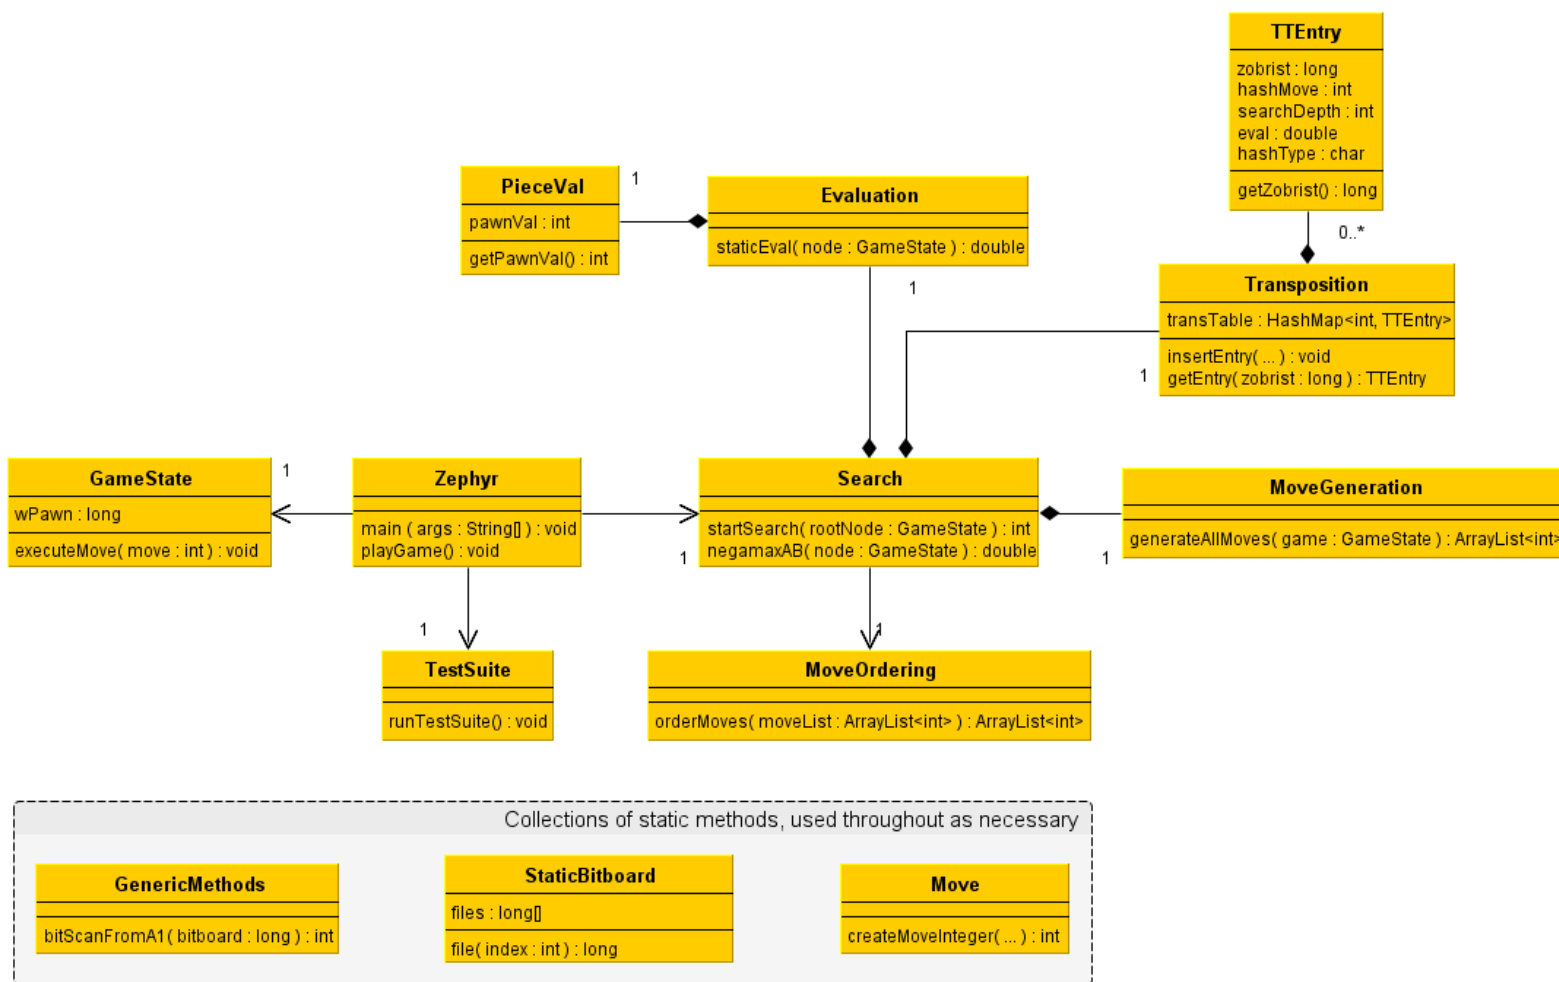 TTEntry
zobrist : long
hashMove : int
searchDepth : int
eval : double
hashType : char
getZobrist() : long
0..*
PieceVal
pawnVal : int
getPawnVal() : int
1
Evaluation
staticEval( node : GameState ) : double
1
Transposition
transTable : HashMap<int, TTEntry>
insertEntry( ... ) : void
getEntry( zobrist : long ) : TTEntry
1
GameState
wPawn : long
executeMove( move : int ) : void
1
Zephyr
main ( args : String[] ) : void
playGame() : void
Search
startSearch( rootNode : GameState ) : int
negamaxAB( node : GameState ) : double
1
MoveGeneration
generateAllMoves( game : GameState ) : ArrayList<int>
1
1
TestSuite
runTestSuite() : void
1
MoveOrdering
orderMoves( moveList : ArrayList<int> ) : ArrayList<int>
Collections of static methods, used throughout as necessary
GenericMethods
bitScanFromA1( bitboard : long ) : int
StaticBitboard
files : long[]
file( index : int ) : long
Move
createMoveInteger( ... ) : int